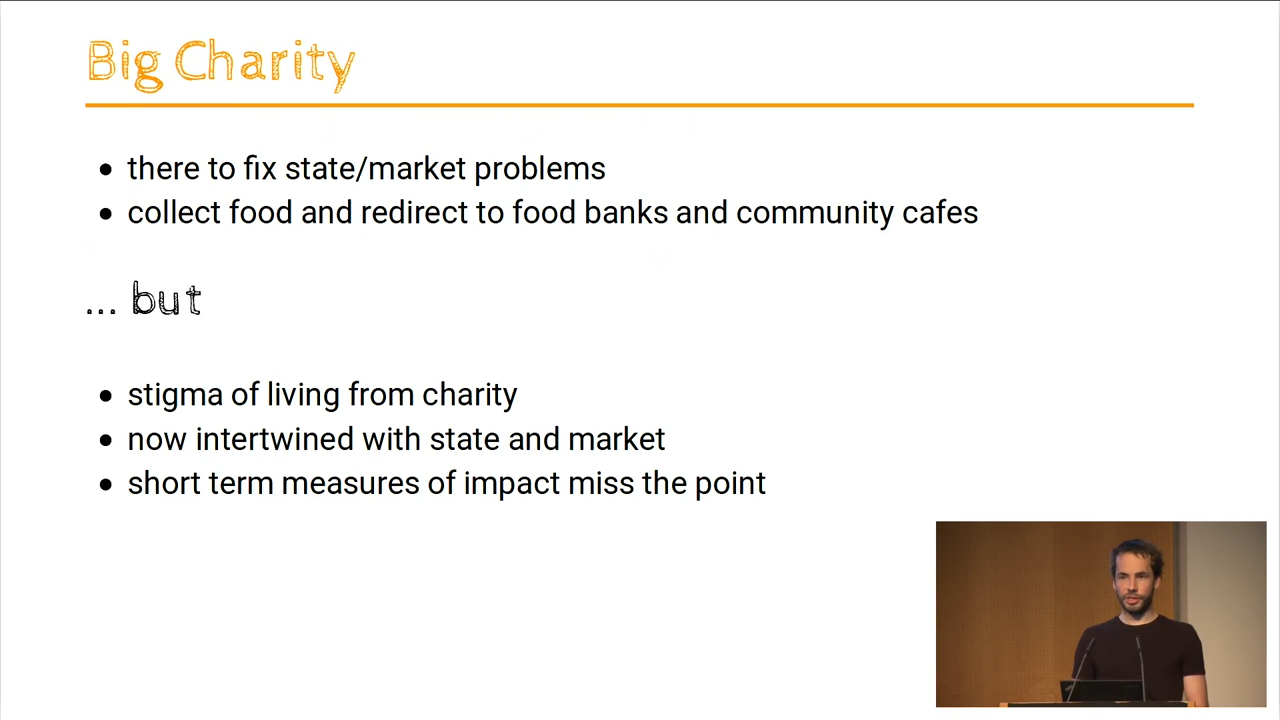 Big Charity
there to fix state/market problems
collect food and redirect to food banks and community cafes
... but
stigma of living from charity
now intertwined with state and market
short term measures of impact miss the point